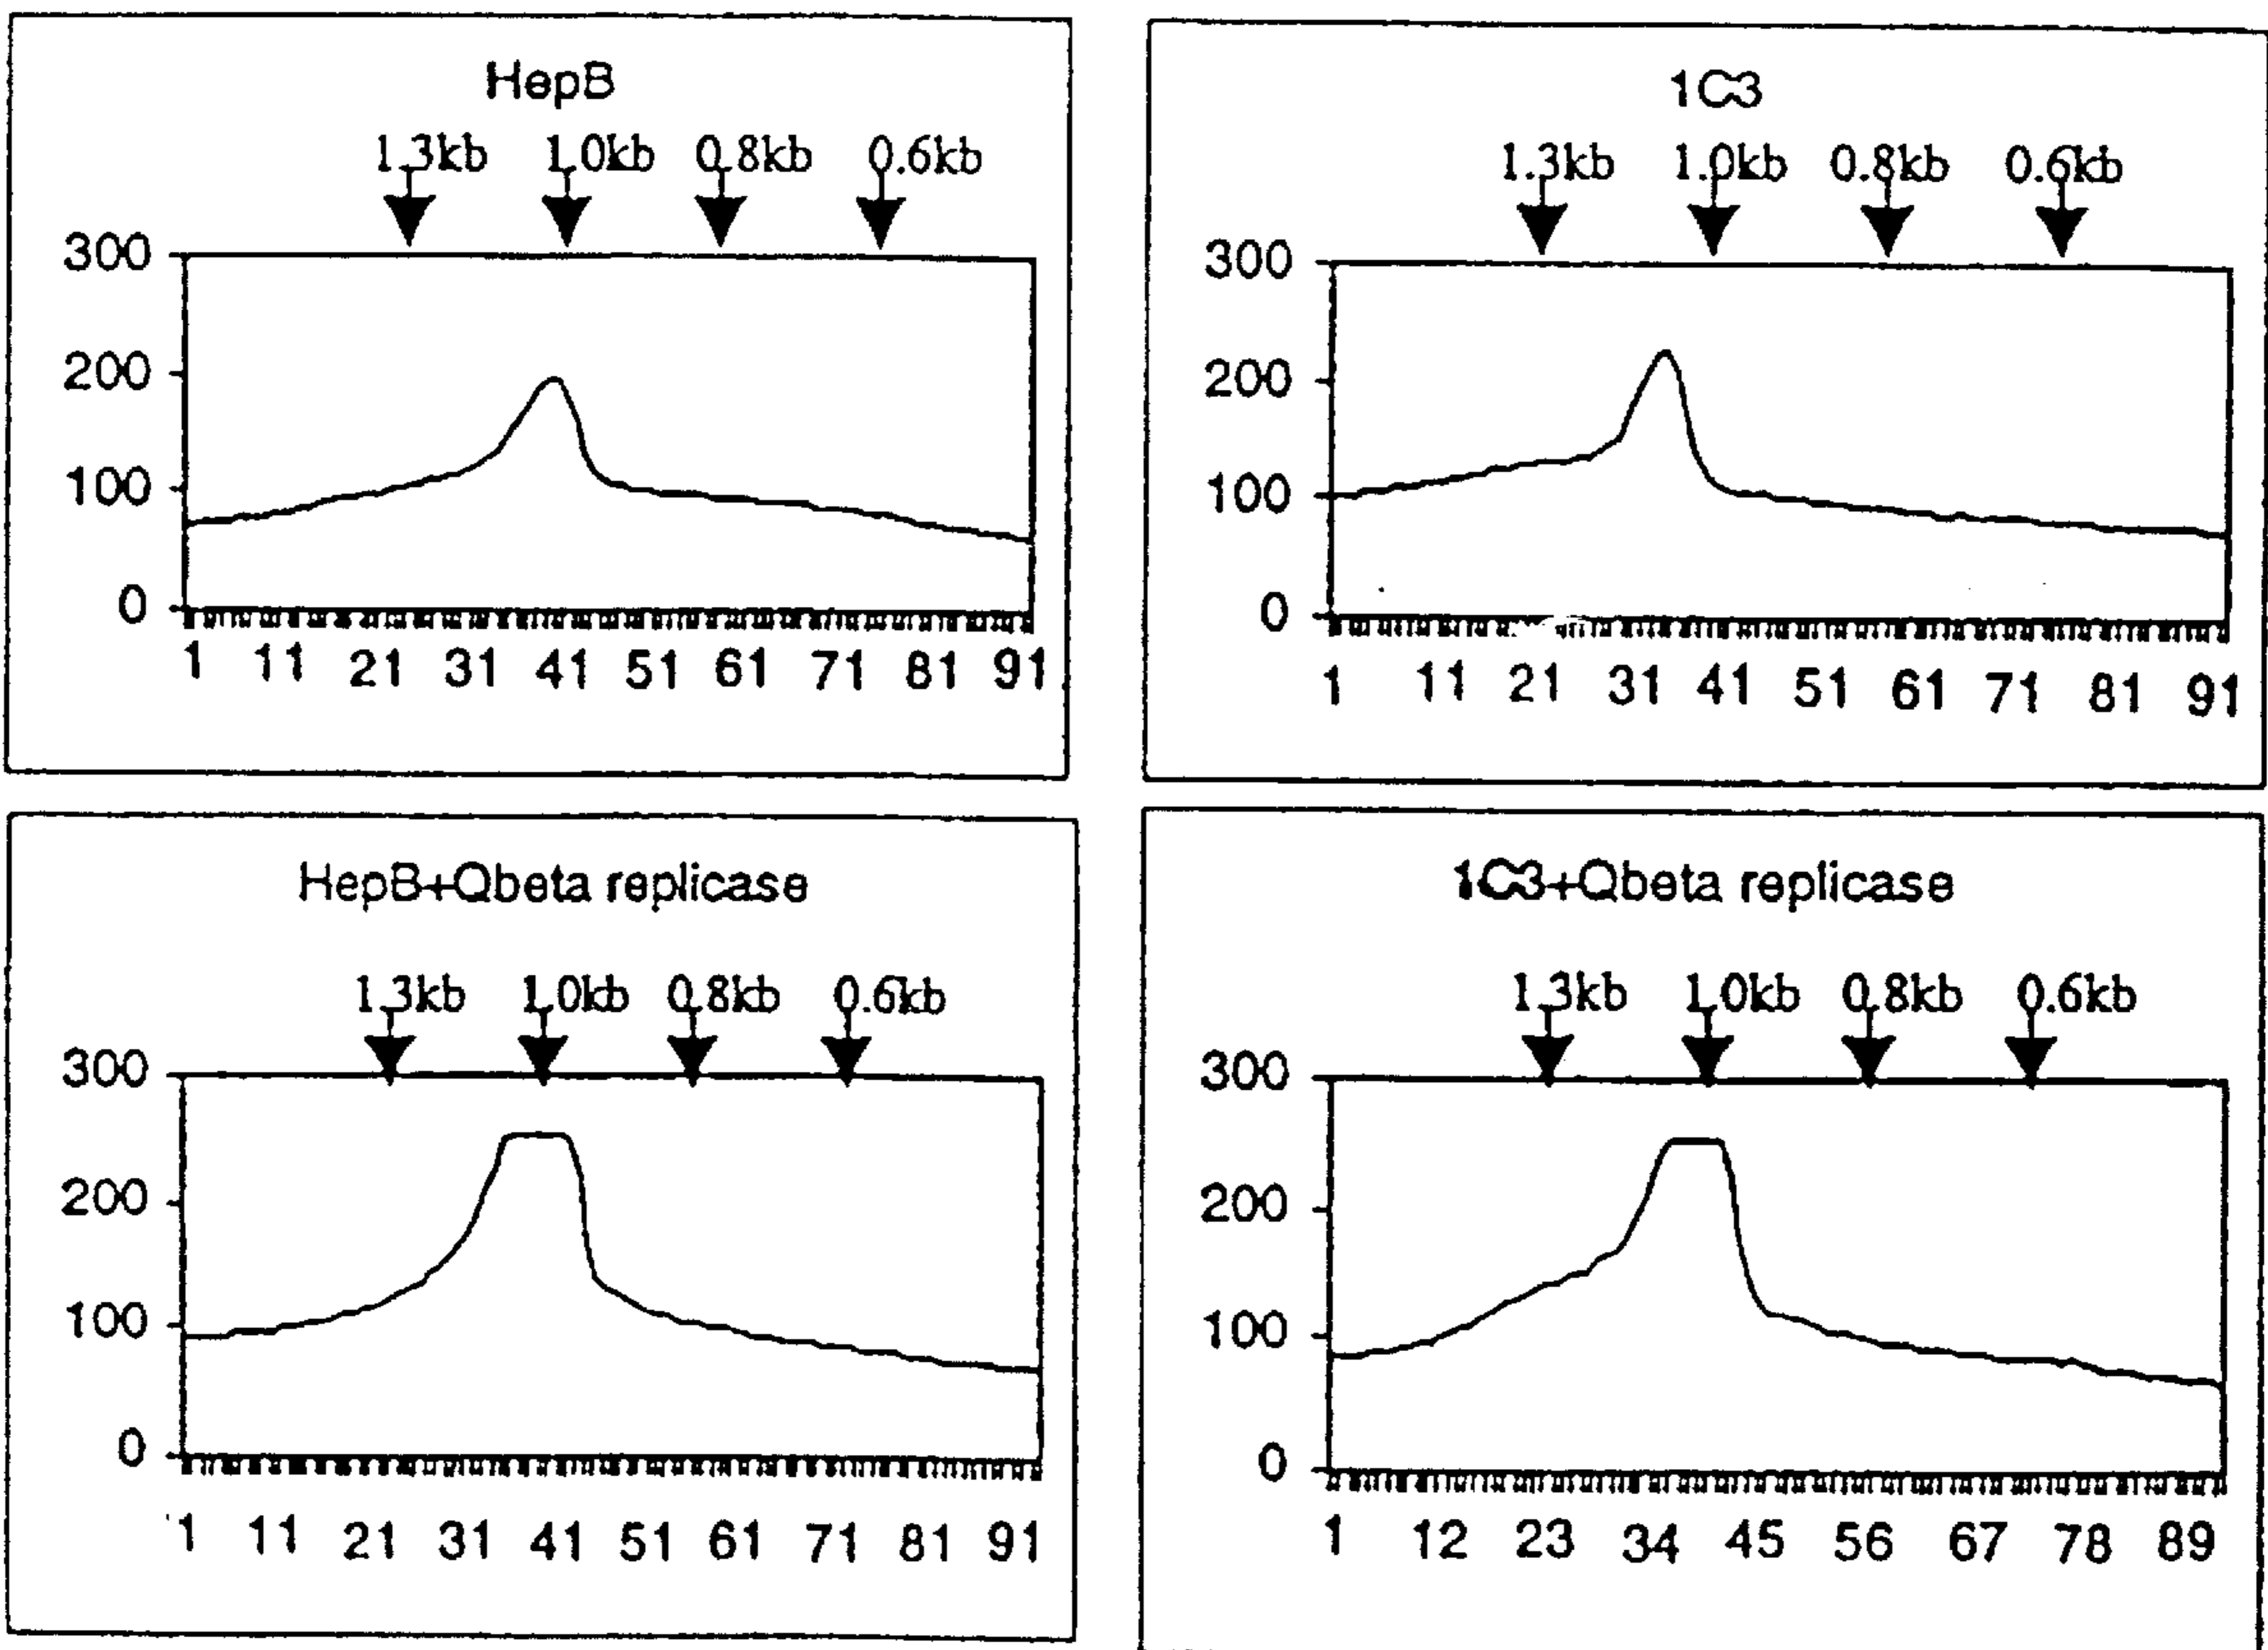 HepB
1.3kb 1.0kb 0.8kb 0.6kb
300
200
100
0
1 11 21 31 41 51 61 71 81 91
1C3
1.3kb 1.0kb 0.8kb 0.6kb
300
200
100
0
1 11 21 31 41 51 61 71 81 91
HepB+Qbeta replicase
1.3kb 1.0kb 0.8kb 0.6kb
300
200
100
0
1 11 21 31 41 51 61 71 81 91
1C3+Qbeta replicase
1.3kb 1.0kb 0.8kb 0.6kb
300
200
100
0
1 12 23 34 45 56 67 78 89